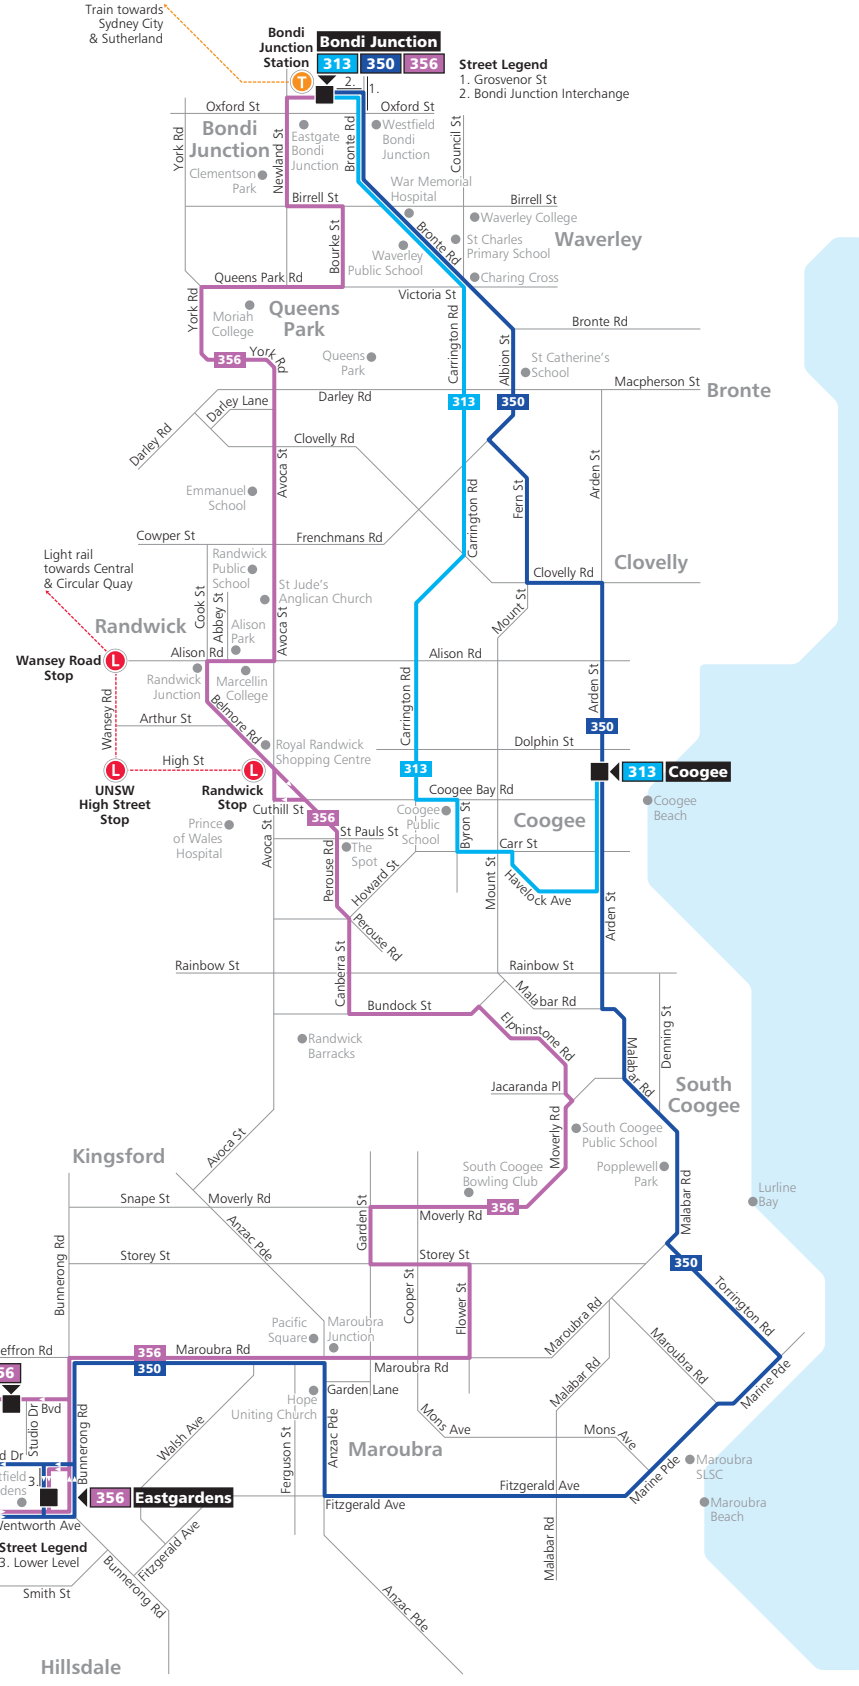 Train towards
Sydney City
& Sutherland
Bondi
Junction
Station
T
Bondi Junction
313
350
356
Street Legend
1. Grosvenor St
2. Bondi Junction Interchange
2.
1.
Oxford St
Oxford St
York Rd
Bondi
Junction
Newland St
Eastgate
Bondi
Junction
Bronte Rd
Westfield
Bondi
Junction
Council St
Clementson
Park
War Memorial
Hospital
Birrell St
Birrell St
Waverley College
Bourke St
Bronte Rd
St Charles
Primary School
Waverley
Waverley
Public School
Charing Cross
Queens Park Rd
Victoria St
York Rd
Moriah
College
Queens
Park
Carrington Rd
Bronte Rd
Albion St
356
York Rd
Queens
Park
St Catherine's
School
Macpherson St
Bronte
Darley Rd
313
350
Darley Lane
Darley Rd
Clovelly Rd
Avoca St
Arden St
Emmanuel
School
Carrington Rd
Fern St
Cowper St
Frenchmans Rd
Light rail
towards Central
& Circular Quay
Randwick
Public
School
Clovelly
Clovelly Rd
Cook St
Abbey St
St Jude's
Anglican Church
Mount St
Randwick
Alison
Park
Avoca St
Wansey Road
Stop
L
Alison Rd
Alison Rd
Randwick
Junction
Marcellin
College
Arden St
Wansey Rd
Arthur St
Belmore Rd
Carrington Rd
350
Royal Randwick
Shopping Centre
Dolphin St
High St
L
L
313
313
Coogee
UNSW
High Street
Stop
Randwick
Stop
Coogee Bay Rd
Coogee
Beach
Cuthill St
356
Coogee
Public
School
Byron St
Coogee
Prince
of Wales
Hospital
Avoca St
St Pauls St
The
Spot
Carr St
Perouse Rd
Howard St
Mount St
Havelock Ave
Arden St
Perouse Rd
Canberra St
Rainbow St
Rainbow St
Malabar Rd
Bundock St
Elphinstone Rd
Denning St
Randwick
Barracks
Malabar Rd
South
Coogee
Jacaranda Pl
Moverly Rd
South Coogee
Public School
Avoca St
Kingsford
South Coogee
Bowling Club
Popplewell
Park
Malabar Rd
Lurline
Bay
Snape St
Moverly Rd
356
Moverly Rd
Garden St
Anzac Pde
Bunnerong Rd
Storey St
Storey St
350
Cooper St
Flower St
Torrington Rd
Maroubra Rd
Maroubra Rd
Pacific
Square
Maroubra
Junction
effron Rd
356
Maroubra Rd
350
Maroubra Rd
Malabar Rd
Marine Pde
56
Garden Lane
Hope
Uniting Church
Bvd
Studio Dr
Bunnerong Rd
Walsh Ave
Anzac Pde
Mons Ave
Mons Ave
Ferguson St
Maroubra
d Dr
3.
tfield
dens
Marine Pde
Maroubra
SLSC
Fitzgerald Ave
356
Eastgardens
Fitzgerald Ave
Maroubra
Beach
Wentworth Ave
Street Legend
3. Lower Level
Fitzgerald Ave
Malabar Rd
Bunnerong Rd
Smith St
Anzac Pde
Hillsdale